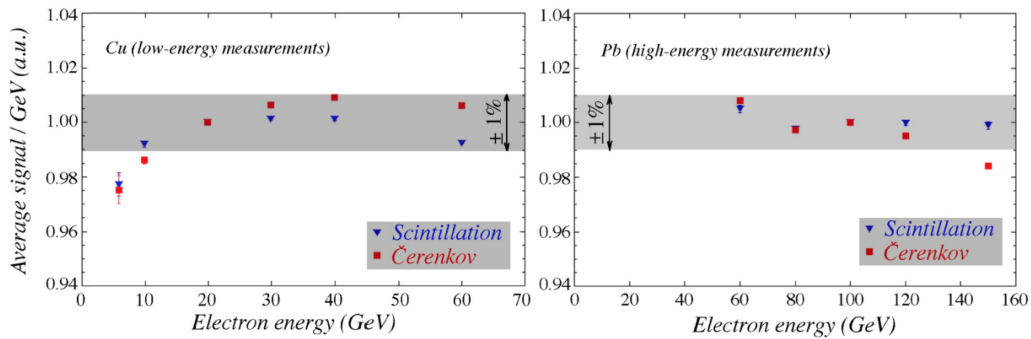 Average signal / GeV (a.u.)
1.04
1.02
1.00
0.98
0.96
0.94
Cu (low-energy measurements)
± 1%
Scintillation
Čerenkov
0 10 20 30 40 50 60 70
Electron energy (GeV)
1.04
1.02
1.00
0.98
0.96
0.94
Pb (high-energy measurements)
± 1%
Scintillation
Čerenkov
0 20 40 60 80 100 120 140 160
Electron energy (GeV)